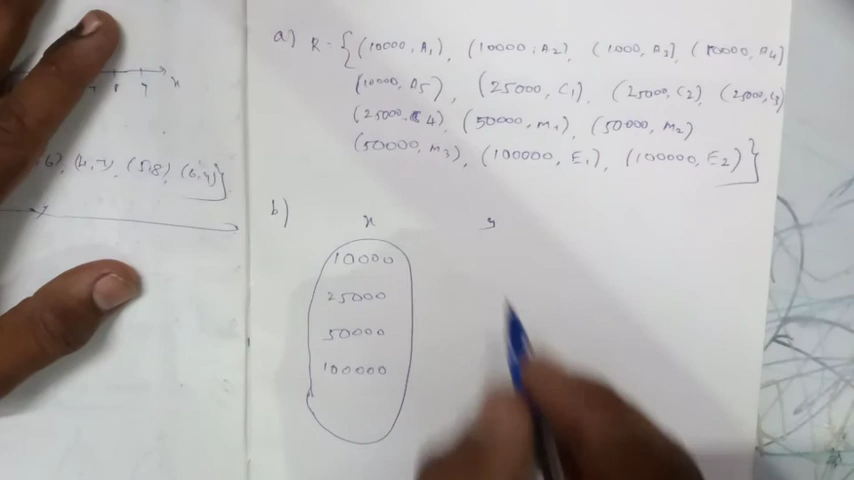 x
6), (4,7), (5,8) (6,9)}
a) R = {(10000, A1), (10000, A2), (1000, A3), (10000, A4)
(10000, A5), (25000, C1), (25000, C2), (25000, C3)
(25000, C4), (50000, M1), (50000, M2)
(50000, M3), (100000, E1), (100000, E2)}
b) x y
10000
25000
50000
100000